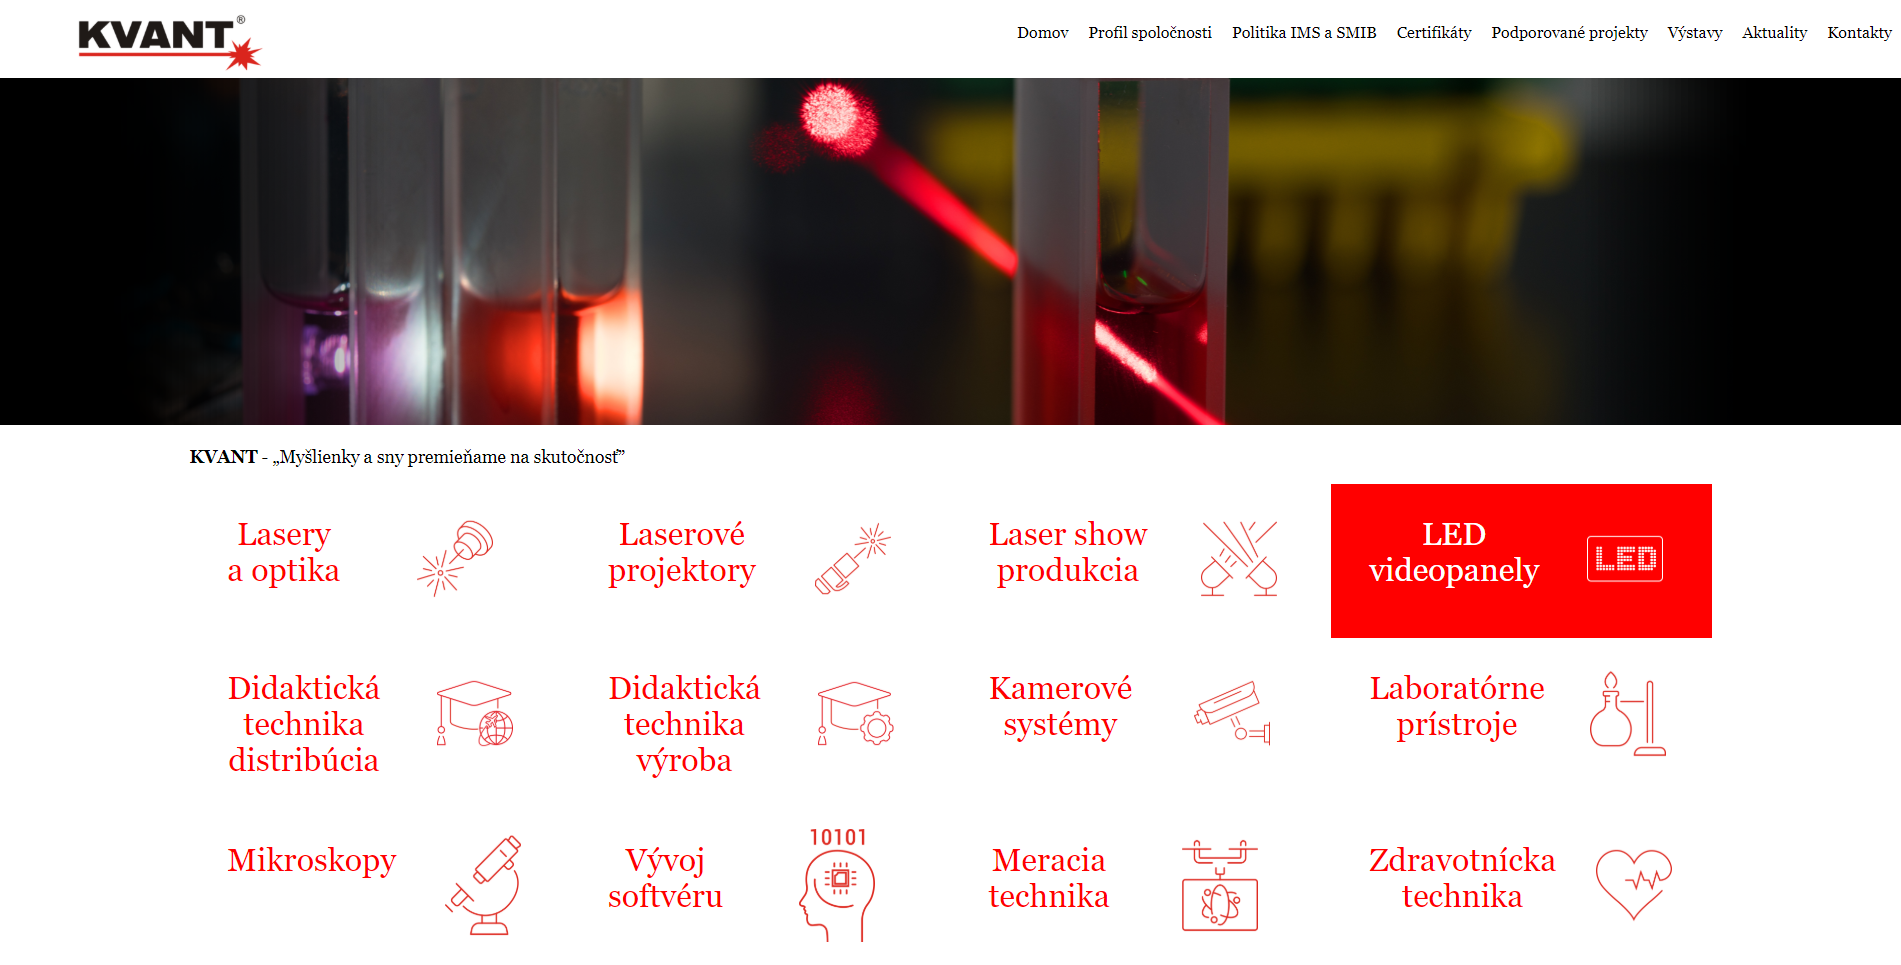 KVANT®
Domov Profil spoločnosti Politika IMS a SMIB Certifikáty Podporované projekty Výstavy Aktuality Kontakty
KVANT - „Myšlienky a sny premieňame na skutočnosť”
Lasery
a optika
Laserové
projektory
Laser show
produkcia
LED
videopanely
LED
Didaktická
technika
distribúcia
Didaktická
technika
výroba
Kamerové
systémy
Laboratórne
prístroje
Mikroskopy
Vývoj
softvéru
10101
Meracia
technika
Zdravotnícka
technika